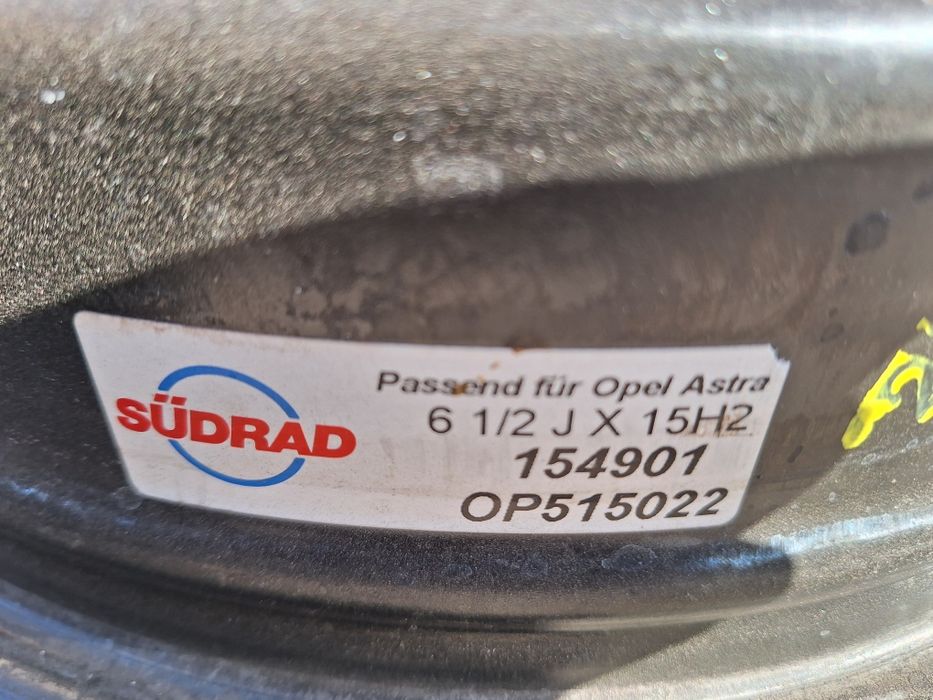 SÜDRAD
Passend für Opel Astra
6 1/2 J X 15H2
154901
OP515022